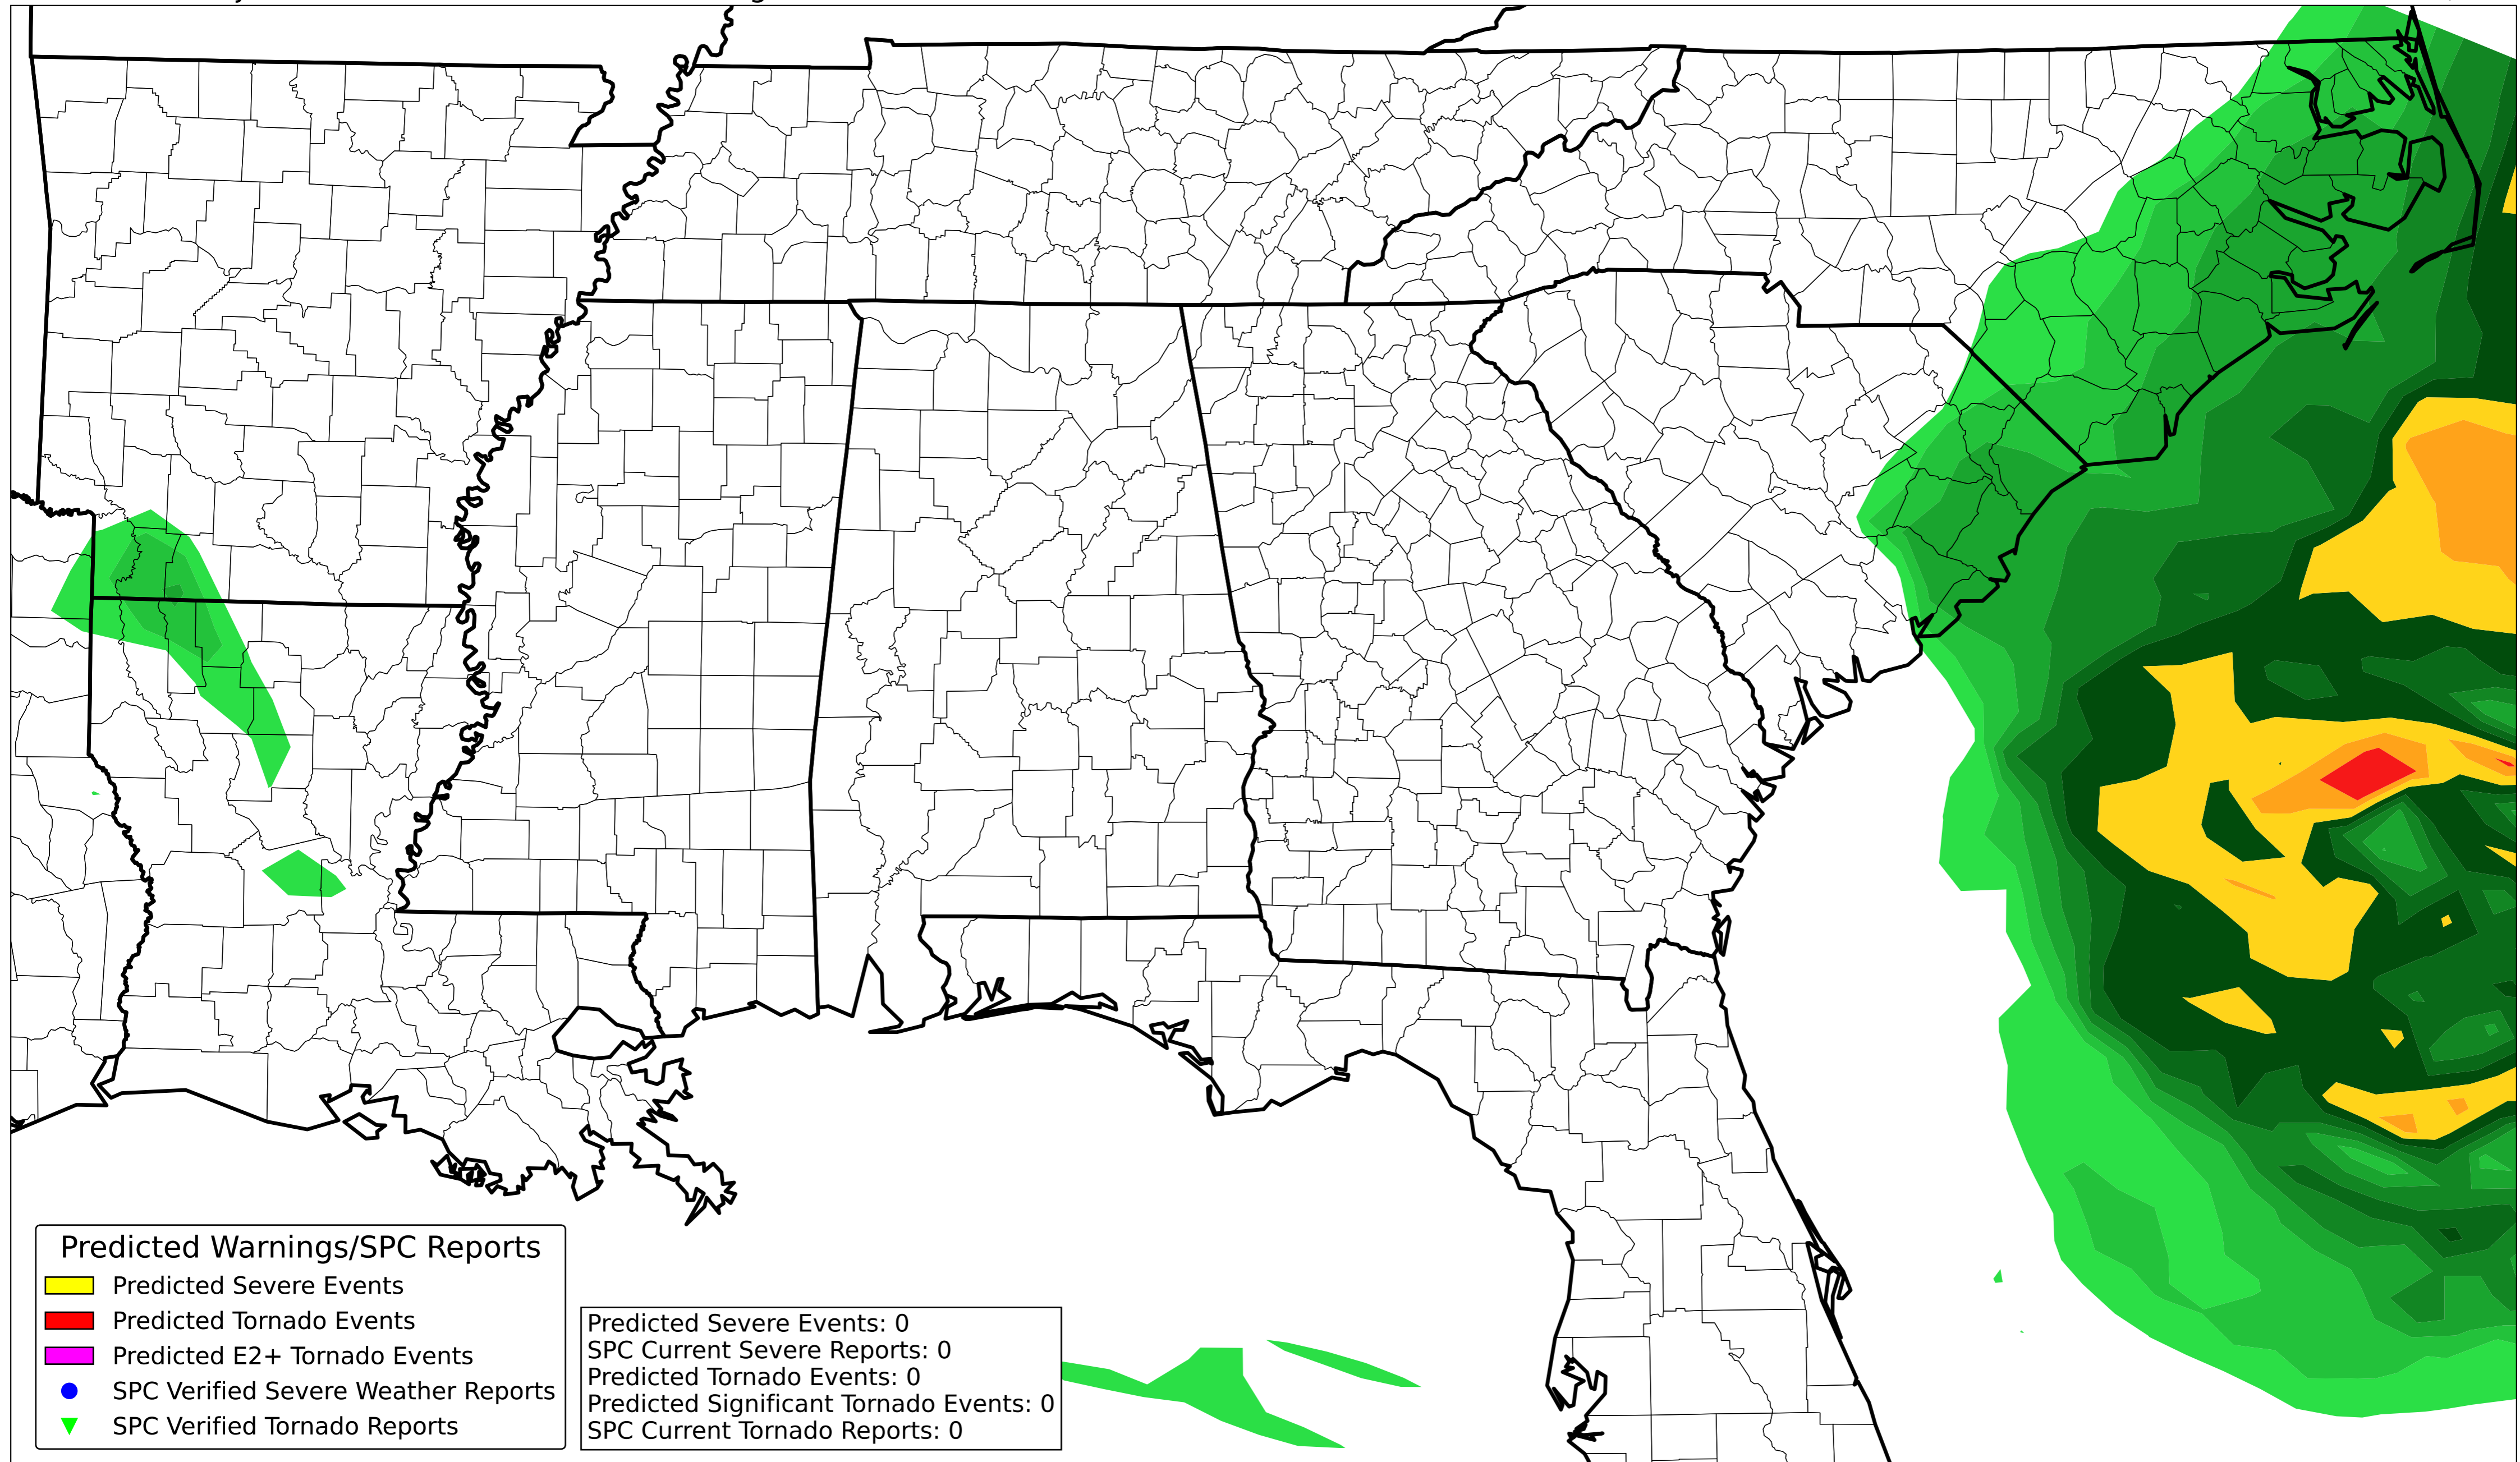 Predicted Warnings/SPC Reports
Predicted Severe Events
Predicted Tornado Events
Predicted E2+ Tornado Events
SPC Verified Severe Weather Reports
SPC Verified Tornado Reports
Predicted Severe Events: 0
SPC Current Severe Reports: 0
Predicted Tornado Events: 0
Predicted Significant Tornado Events: 0
SPC Current Tornado Reports: 0